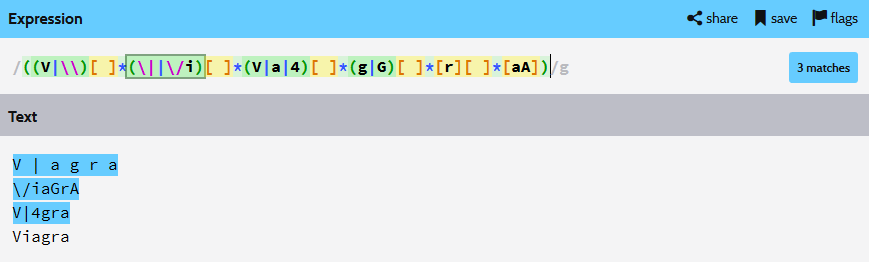 Expression
share
save
flags
/((V|\\)[ ]*(\||\/i)[ ]*(V|a|4)[ ]*(g|G)[ ]*[r][ ]*[aA])/g
3 matches
Text
V | a g r a
\/iaGrA
V|4gra
Viagra